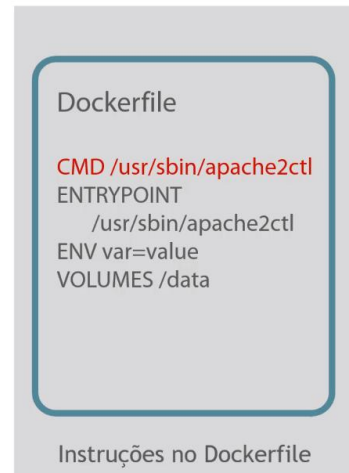 Dockerfile
CMD /usr/sbin/apache2ctl
ENTRYPOINT
/usr/sbin/apache2ctl
ENV var=value
VOLUMES /data
Instruções no Dockerfile